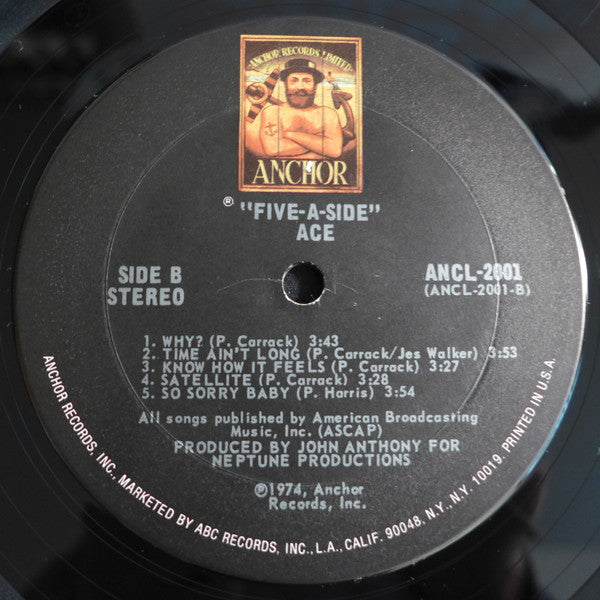 ANCHOR RECORDS LIMITED
ANCHOR
® "FIVE-A-SIDE"
ACE
SIDE B
STEREO
ANCL-2001
(ANCL-2001-B)
1. WHY? (P. Carrack) 3:43
2. TIME AIN'T LONG (P. Carrack/Jes Walker) 3:53
3. KNOW HOW IT FEELS (P. Carrack) 3:27
4. SATELLITE (P. Carrack) 3:28
5. SO SORRY BABY (P. Harris) 3:54
All songs published by American Broadcasting
Music, Inc. (ASCAP)
PRODUCED BY JOHN ANTHONY FOR
NEPTUNE PRODUCTIONS
℗1974, Anchor
Records, Inc.
ANCHOR RECORDS, INC., MARKETED BY ABC RECORDS, INC., L.A., CALIF. 90048, N.Y., N.Y. 10019. PRINTED IN U.S.A.